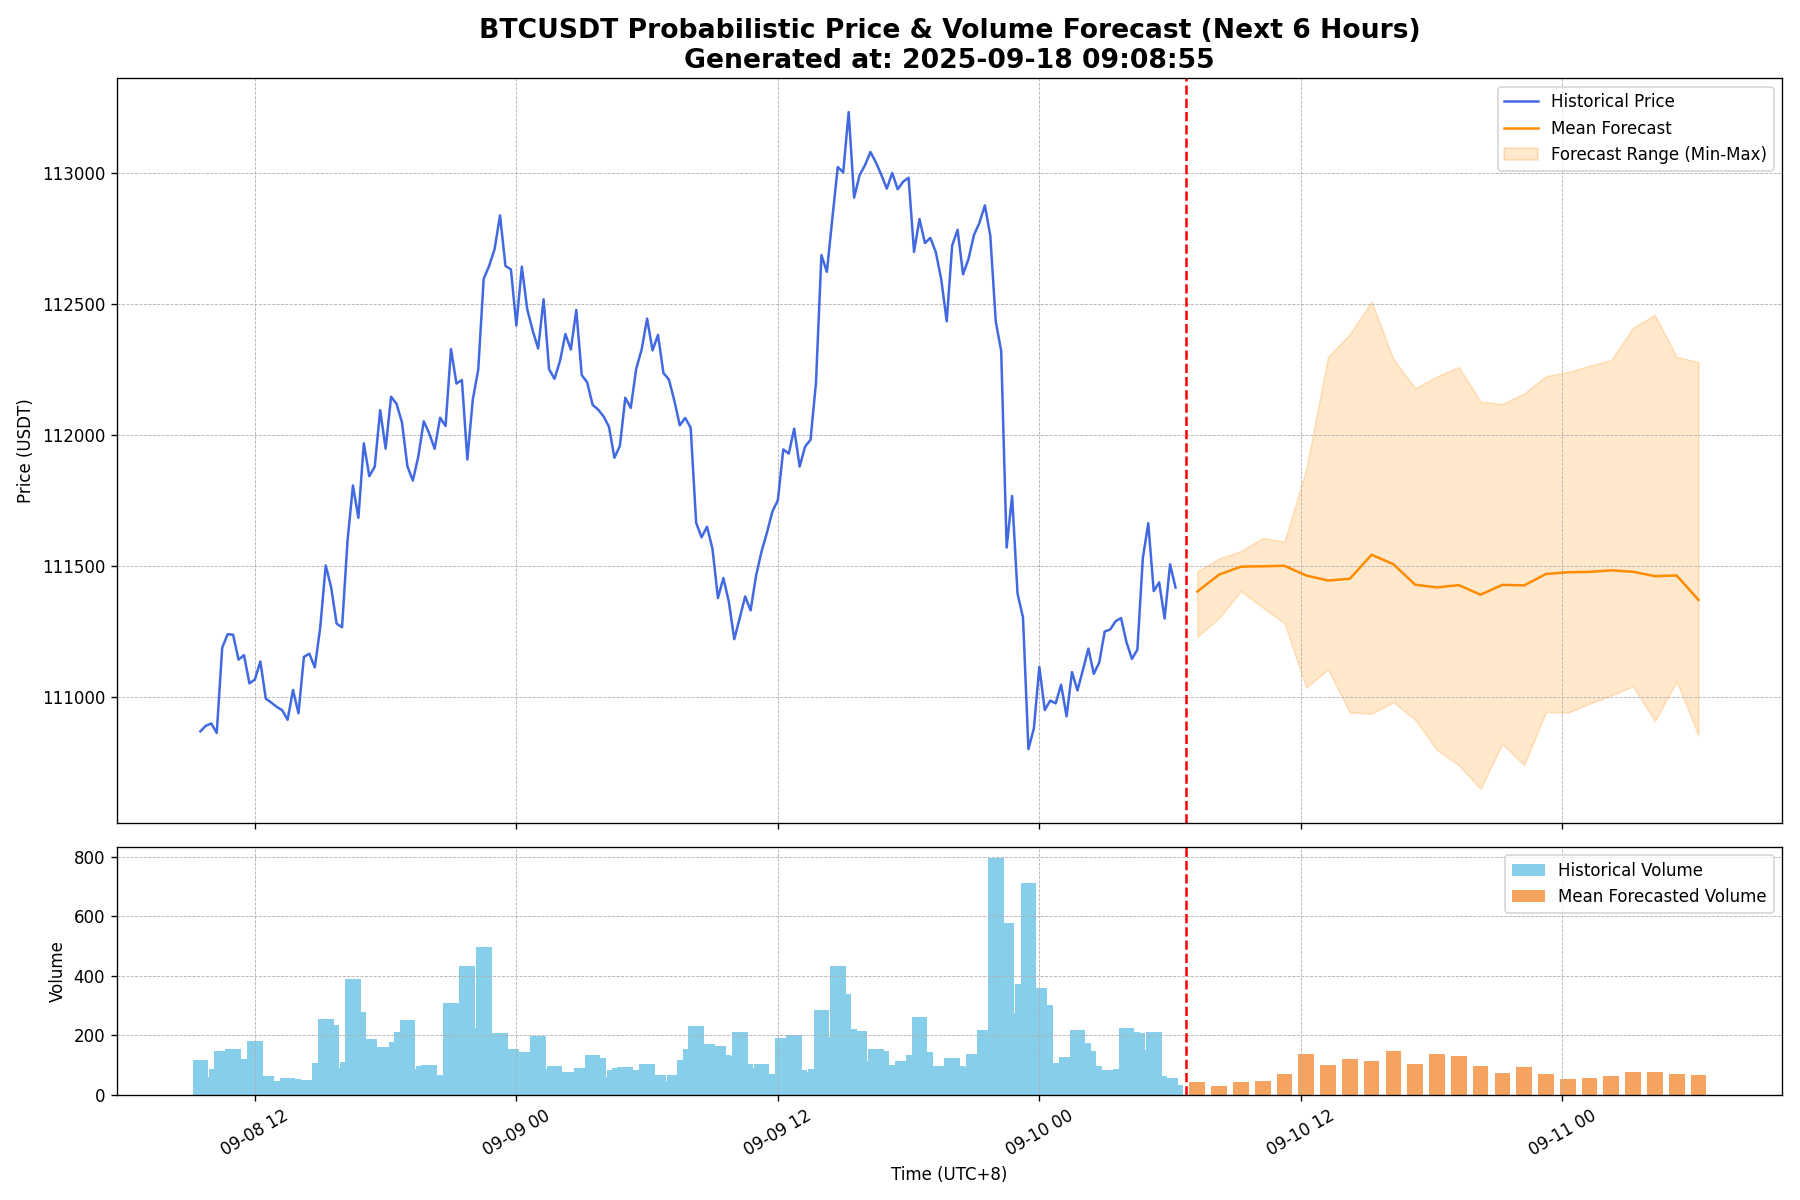 BTCUSDT Probabilistic Price & Volume Forecast (Next 6 Hours)
Generated at: 2025-09-18 09:08:55
Historical Price
Mean Forecast
Forecast Range (Min-Max)
Price (USDT)
113000
112500
112000
111500
111000
Historical Volume
Mean Forecasted Volume
Volume
800
600
400
200
0
09-08 12
09-09 00
09-09 12
09-10 00
09-10 12
09-11 00
Time (UTC+8)